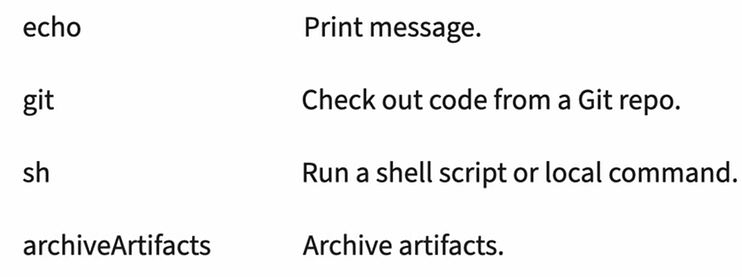 echo Print message.
git Check out code from a Git repo.
sh Run a shell script or local command.
archiveArtifacts Archive artifacts.